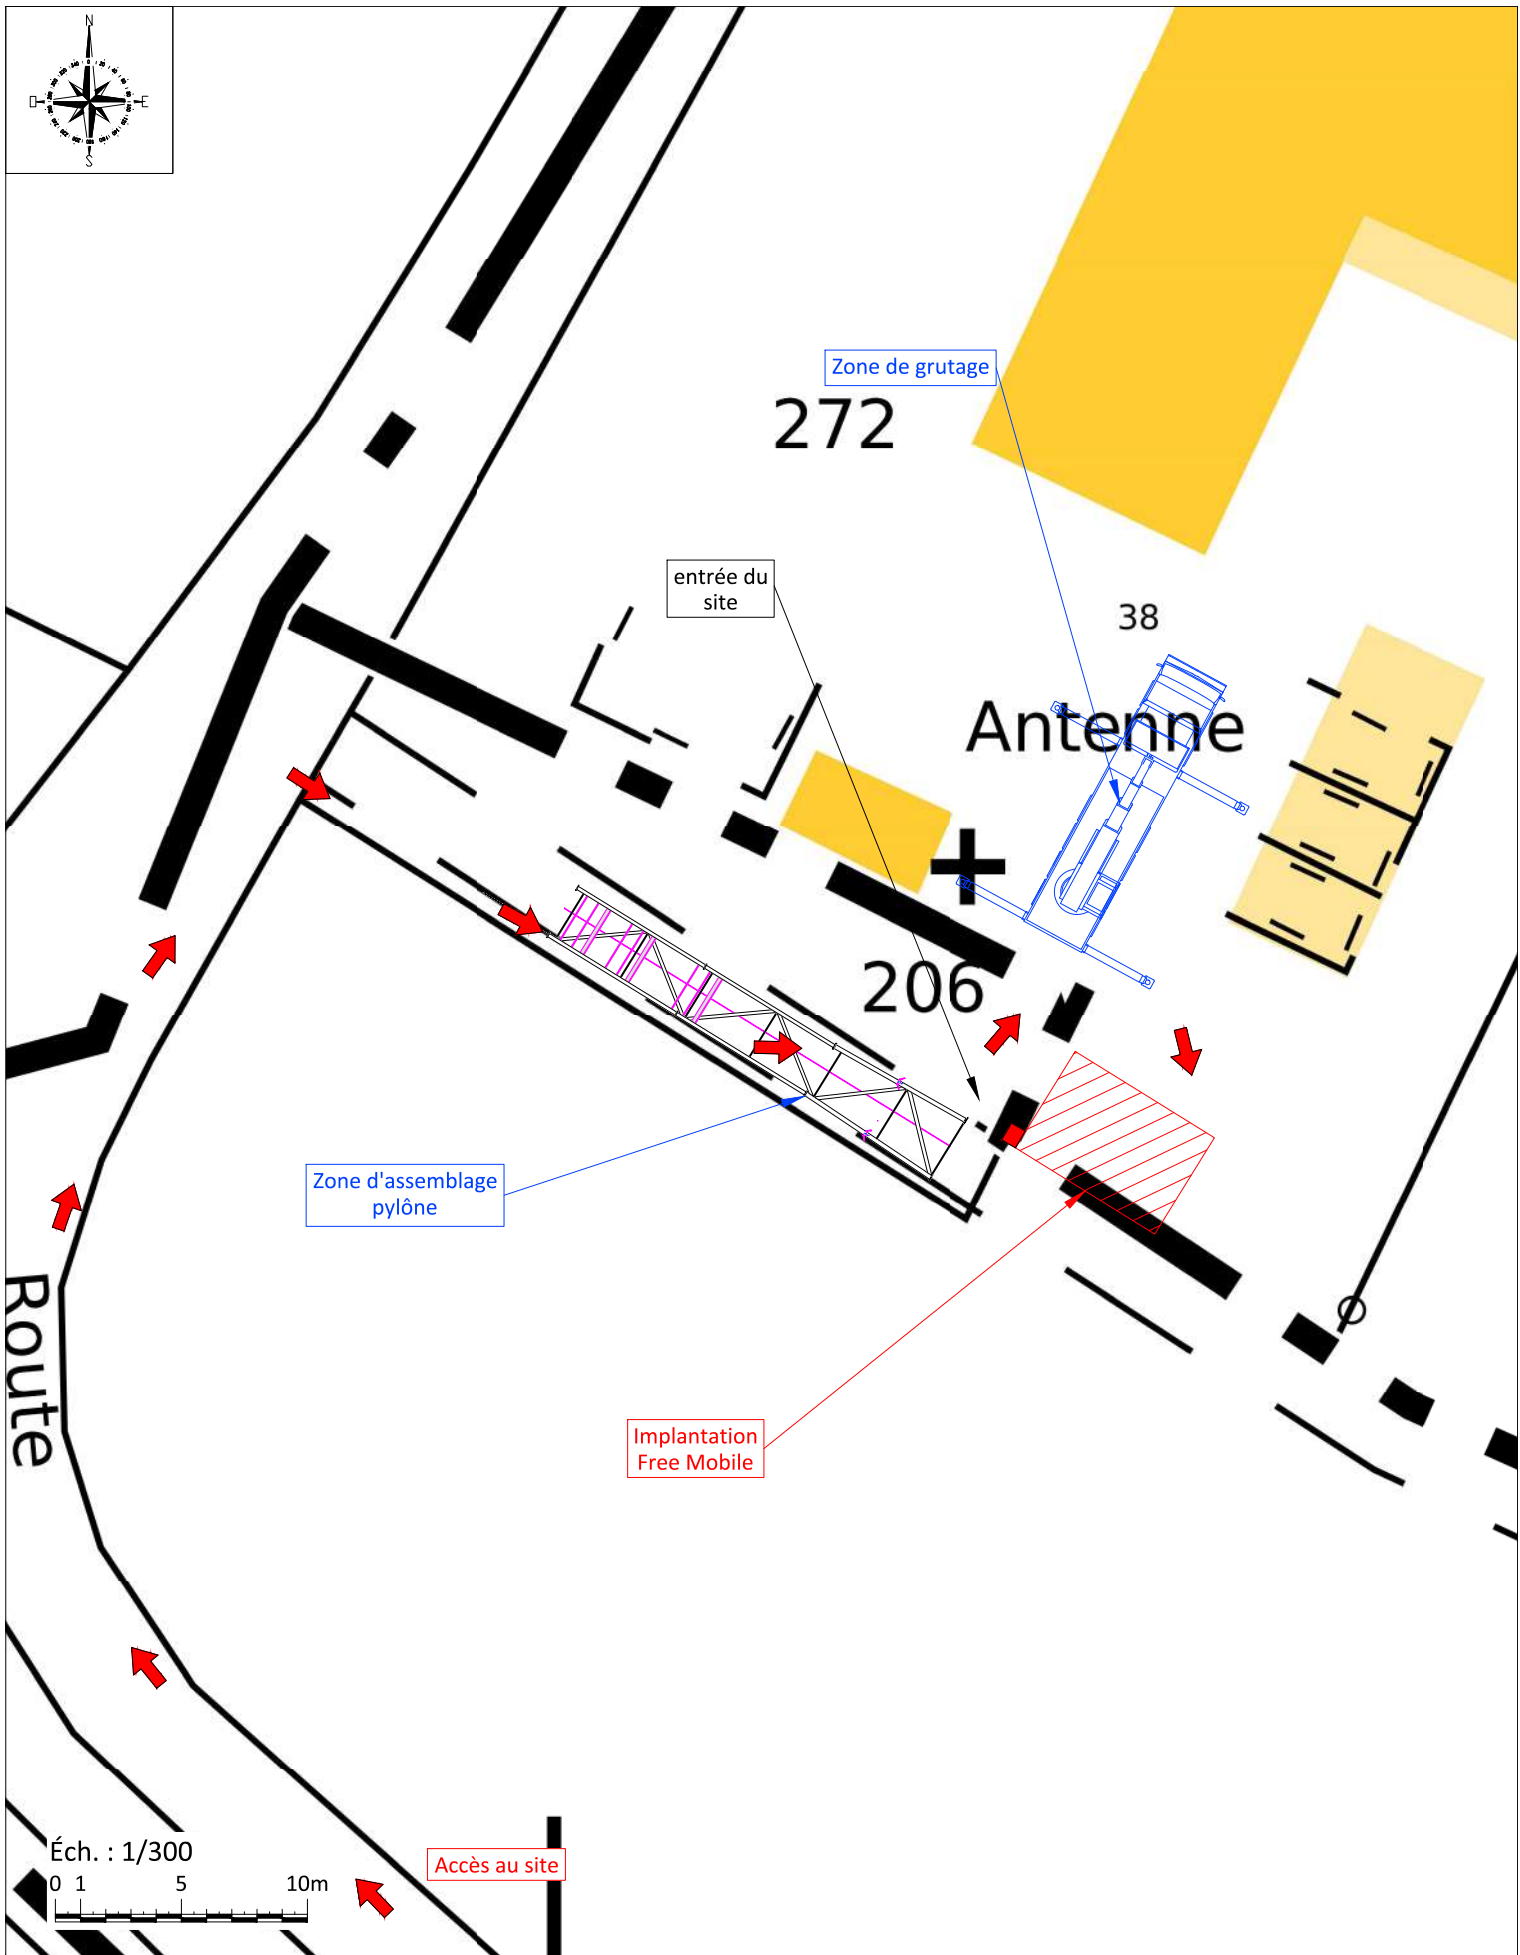 N
O E
S
Zone de grutage
272
entrée du
site
38
Antenne
206
Zone d'assemblage
pylône
Route
Implantation
Free Mobile
Éch. : 1/300
Accès au site
0 1 5 10m